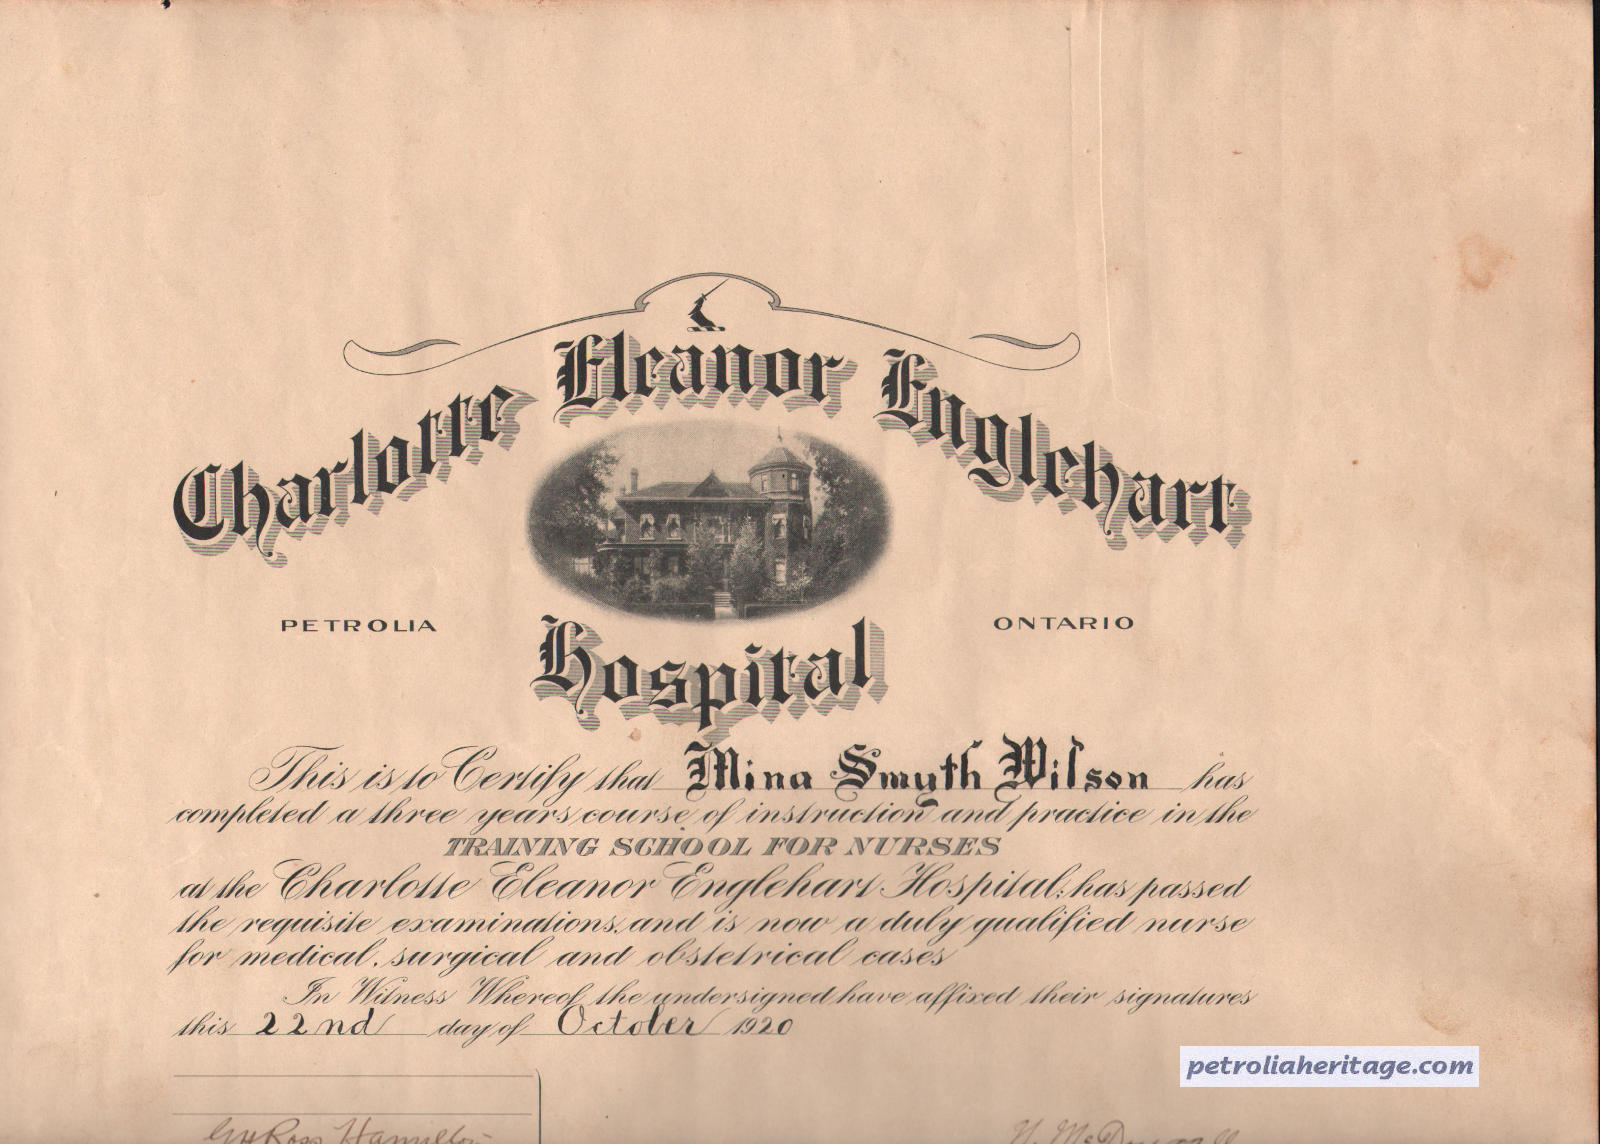 Charlotte Eleanor Englehart
PETROLIA ONTARIO
Hospital
This is to Certify that Mina Smyth Wilson has
completed a three years course of instruction and practice in the
TRAINING SCHOOL FOR NURSES
at the Charlotte Eleanor Englehart Hospital; has passed
the requisite examinations, and is now a duly qualified nurse
for medical, surgical and obstetrical cases
In Witness Whereof the undersigned have affixed their signatures
this 22nd day of October 1920
petroliaheritage.com
Ross Hamilton